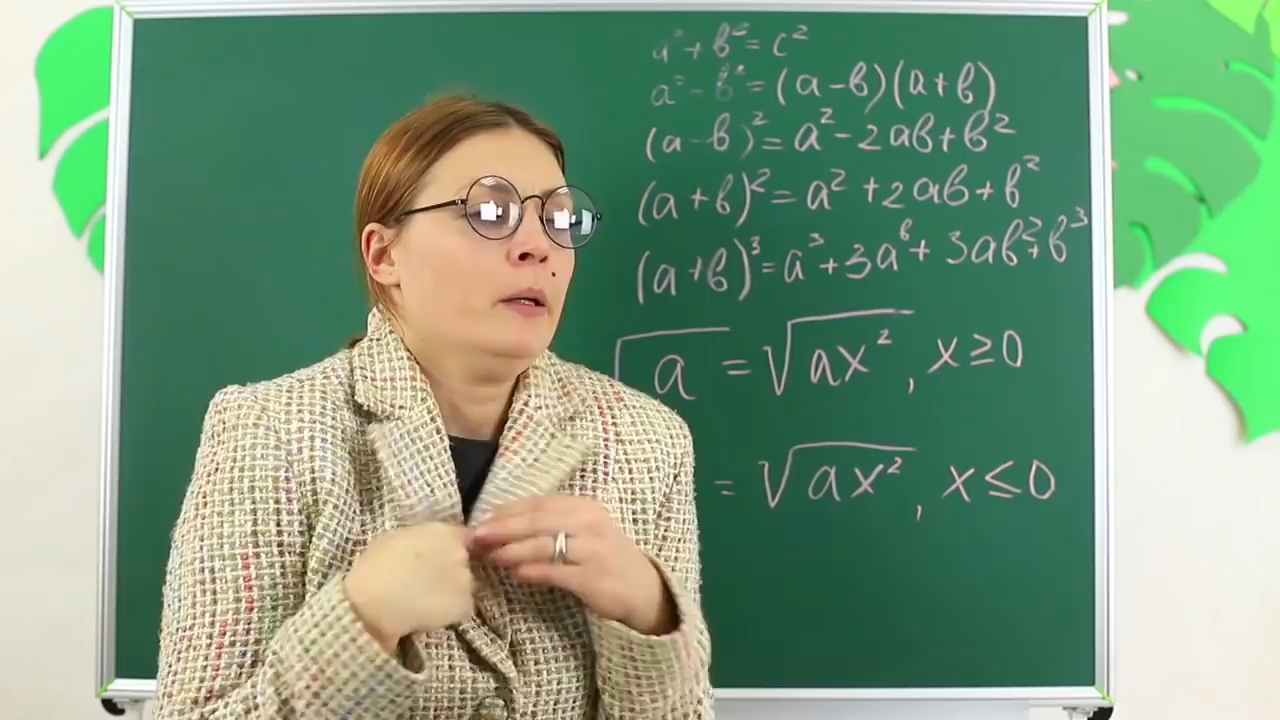 a² + b² = c²
a² - b² = (a-b)(a+b)
(a-b)² = a² - 2ab + b²
(a+b)² = a² + 2ab + b²
(a+b)³ = a³ + 3aᵇ + 3ab² + b³
√a = √ax², x ≥ 0
= √ax², x ≤ 0